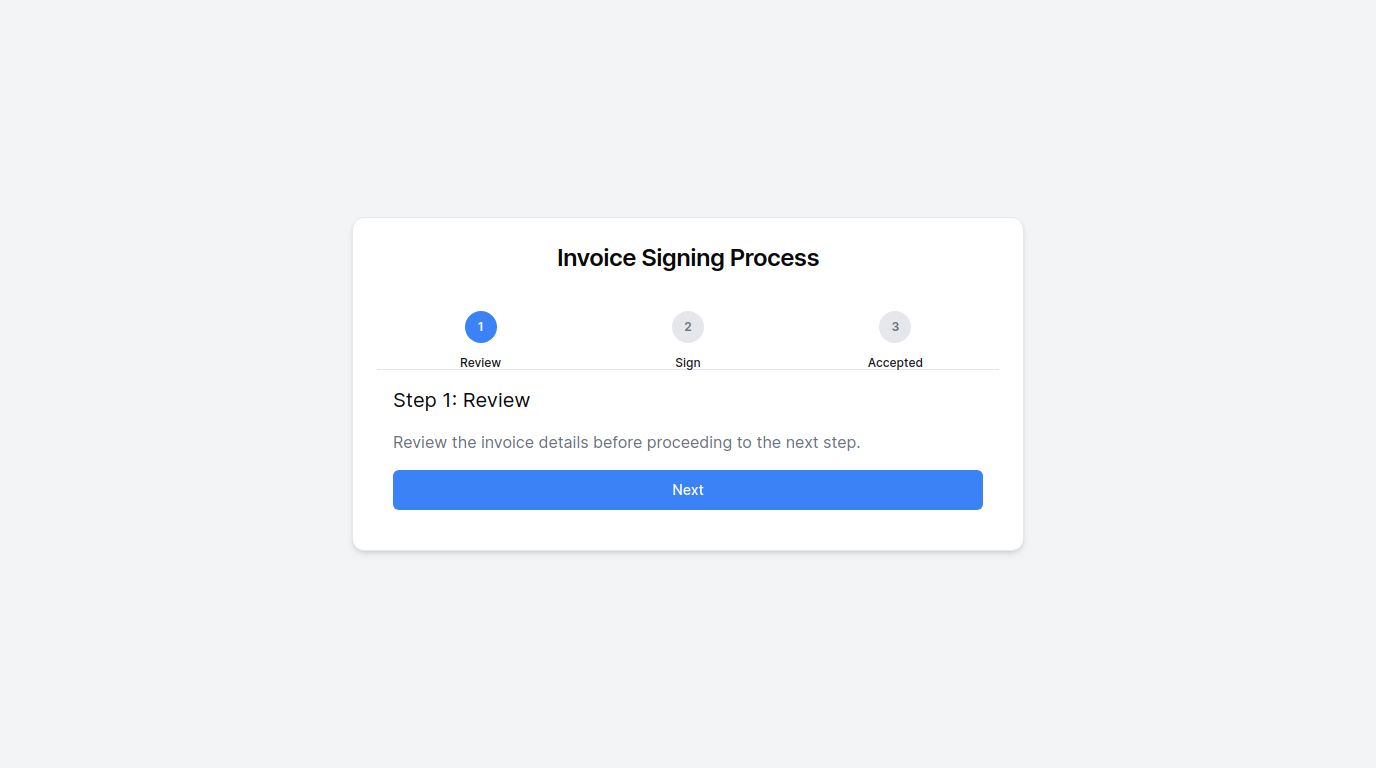 Invoice Signing Process
1 2 3
Review Sign Accepted
Step 1: Review
Review the invoice details before proceeding to the next step.
Next